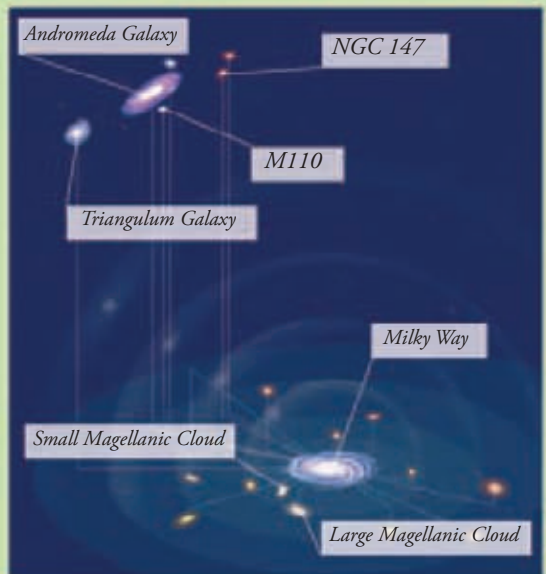 Andromeda Galaxy
NGC 147
M110
Triangulum Galaxy
Milky Way
Small Magellanic Cloud
Large Magellanic Cloud